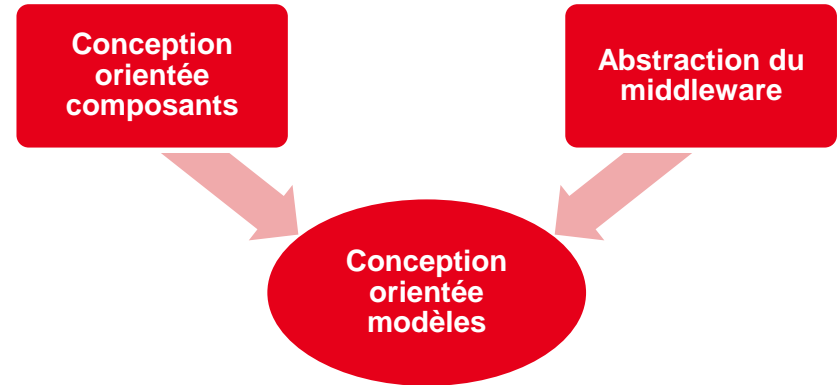 Conception
orientée
composants
Abstraction du
middleware
Conception
orientée
modèles